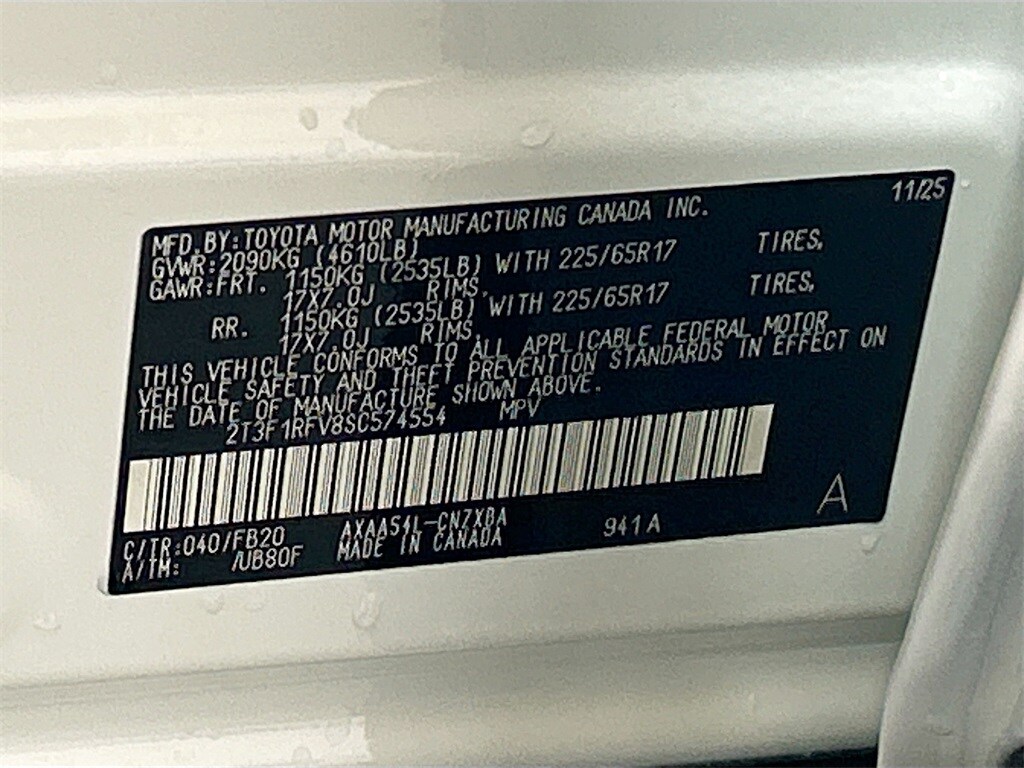 11/25
MFD.BY:TOYOTA MOTOR MANUFACTURING CANADA INC.
GVWR:2090KG (4610LB)
GAWR:FRT. 1150KG (2535LB) WITH 225/65R17 TIRES,
17X7.0J RIMS,
RR. 1150KG (2535LB) WITH 225/65R17 TIRES,
17X7.0J RIMS,
THIS VEHICLE CONFORMS TO ALL APPLICABLE FEDERAL MOTOR
VEHICLE SAFETY AND THEFT PREVENTION STANDARDS IN EFFECT ON
THE DATE OF MANUFACTURE SHOWN ABOVE.
2T3F1RFV8SC574554 MPV
A
C/TR:040/FB20 AXAA54L-CNZXBA 941A
A/TM: /UB80F MADE IN CANADA